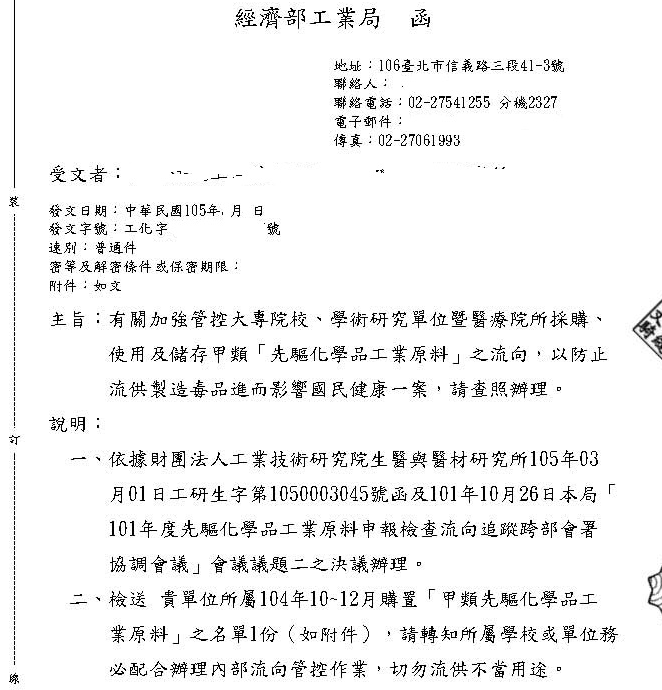 經濟部工業局　函
地址：106臺北市信義路三段41-3號
聯絡人：
聯絡電話：02-27541255 分機2327
電子郵件：
傳真：02-27061993
受文者：
裝
發文日期：中華民國105年 月 日
發文字號：工化字 號
速別：普通件
密等及解密條件或保密期限：
附件：如文
主旨：有關加強管控大專院校、學術研究單位暨醫療院所採購、
使用及儲存甲類「先驅化學品工業原料」之流向，以防止
流供製造毒品進而影響國民健康一案，請查照辦理。
說明：
訂
一、依據財團法人工業技術研究院生醫與醫材研究所105年03
月01日工研生字第1050003045號函及101年10月26日本局「
101年度先驅化學品工業原料申報檢查流向追蹤跨部會署
協調會議」會議議題二之決議辦理。
二、檢送 貴單位所屬104年10~12月購置「甲類先驅化學品工
業原料」之名單1份（如附件），請轉知所屬學校或單位務
必配合辦理內部流向管控作業，切勿流供不當用途。
線